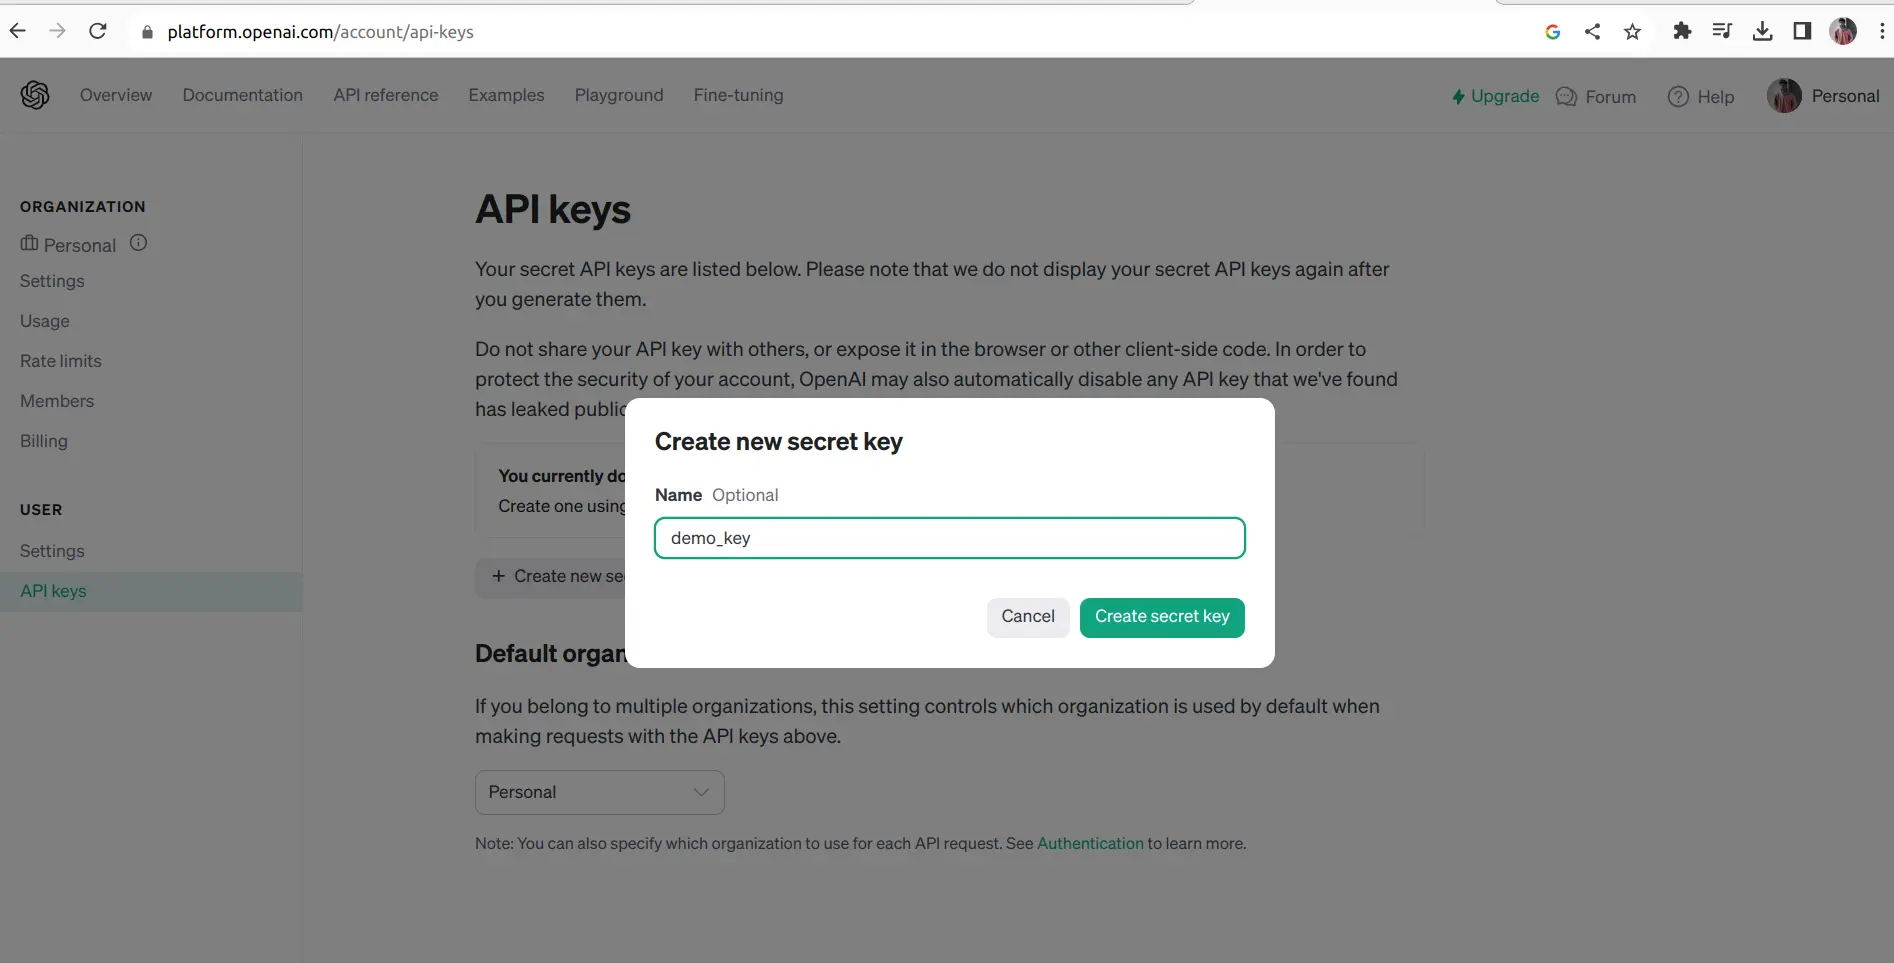 platform.openai.com/account/api-keys
Overview Documentation API reference Examples Playground Fine-tuning Upgrade Forum Help Personal
ORGANIZATION
Personal
Settings
Usage
Rate limits
Members
Billing
USER
Settings
API keys
API keys
Your secret API keys are listed below. Please note that we do not display your secret API keys again after
you generate them.
Do not share your API key with others, or expose it in the browser or other client-side code. In order to
protect the security of your account, OpenAI may also automatically disable any API key that we've found
has leaked public
You currently do
Create one using
+ Create new se
Create new secret key
Name Optional
demo_key
Cancel Create secret key
Default organ
If you belong to multiple organizations, this setting controls which organization is used by default when
making requests with the API keys above.
Personal
Note: You can also specify which organization to use for each API request. See Authentication to learn more.